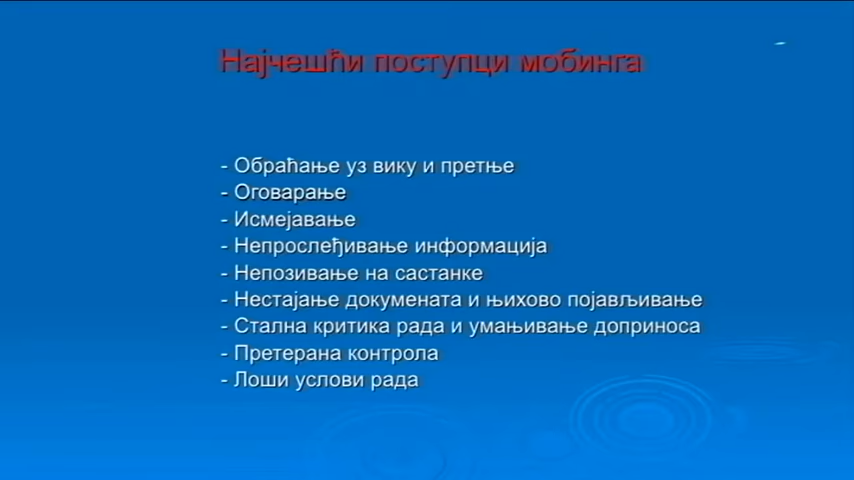 Најчешћи поступци мобинга
- Обраћање уз вику и претње
- Оговарање
- Исмејавање
- Непрослеђивање информација
- Непозивање на састанке
- Нестајање докумената и њихово појављивање
- Стална критика рада и умањивање доприноса
- Претерана контрола
- Лоши услови рада